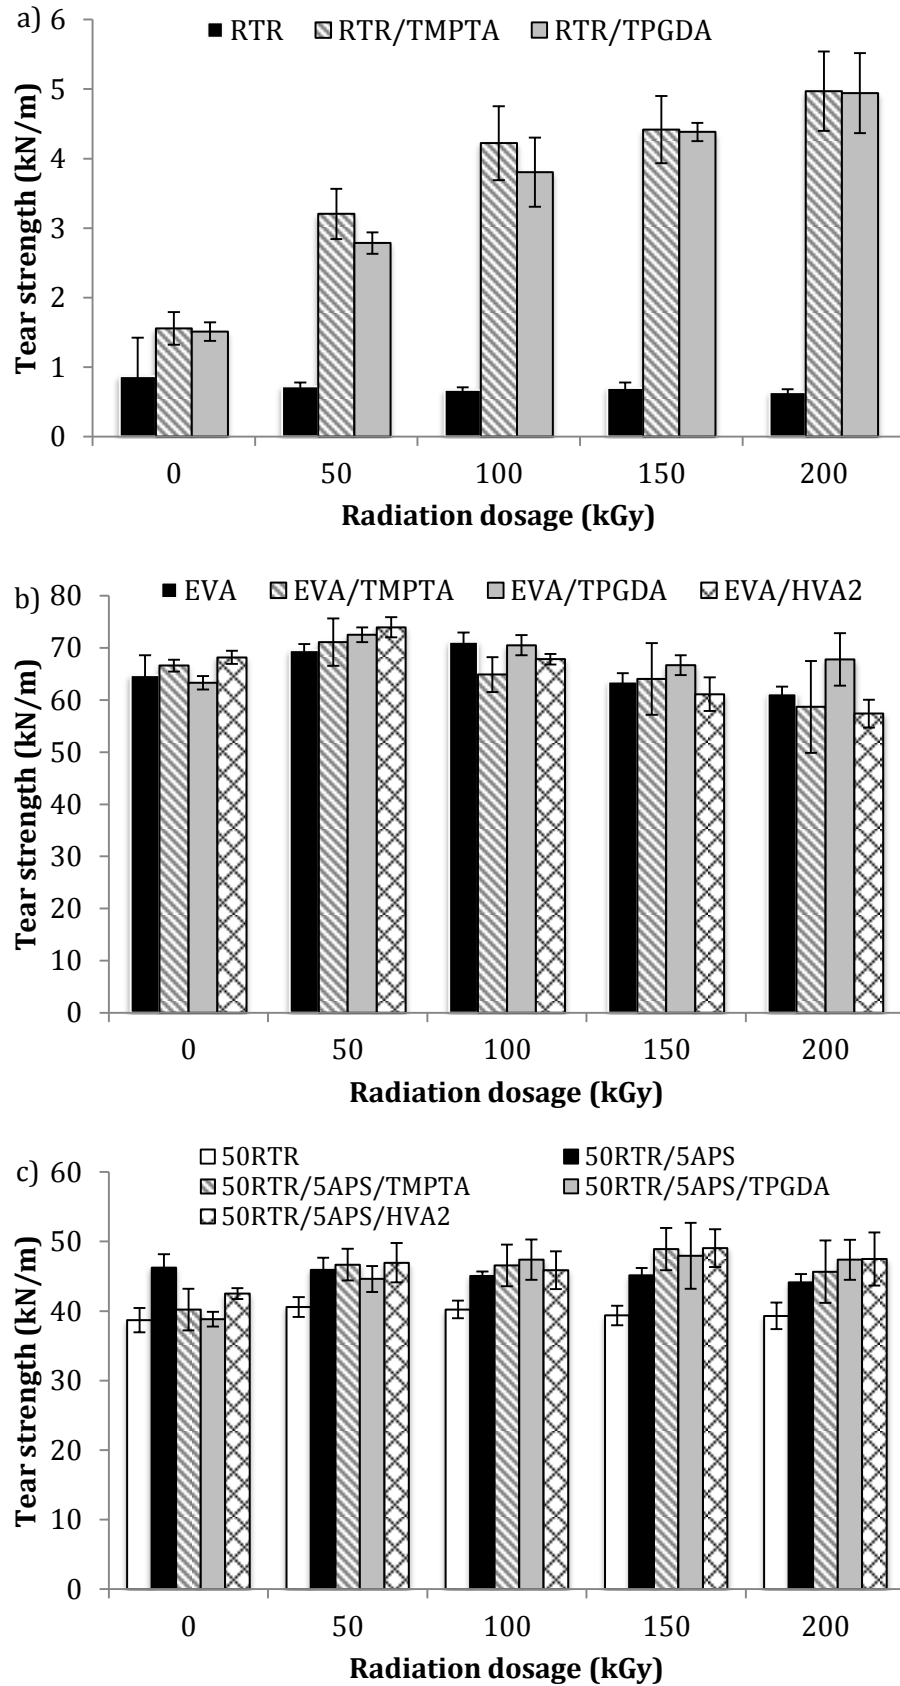 a)
RTR RTR/TMPTA RTR/TPGDA
6
5
4
3
2
1
0
Tear strength (kN/m)
0 50 100 150 200
Radiation dosage (kGy)
b)
EVA EVA/TMPTA EVA/TPGDA EVA/HVA2
80
70
60
50
40
30
20
10
0
Tear strength (kN/m)
0 50 100 150 200
Radiation dosage (kGy)
c)
50RTR 50RTR/5APS
50RTR/5APS/TMPTA 50RTR/5APS/TPGDA
50RTR/5APS/HVA2
60
50
40
30
20
10
0
Tear strength (kN/m)
0 50 100 150 200
Radiation dosage (kGy)